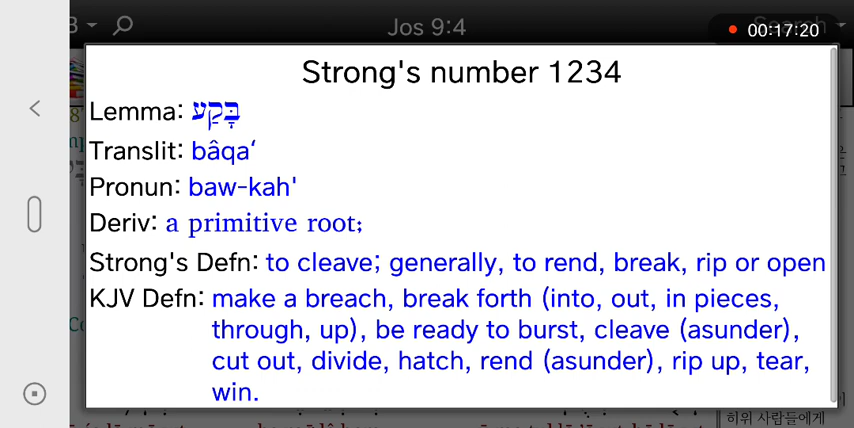 B Jos 9:4 Search
00:17:20
Strong's number 1234
Lemma: בָּקַע
Translit: bâqaʻ
Pronun: baw-kah'
Deriv: a primitive root;
Strong's Defn: to cleave; generally, to rend, break, rip or open
KJV Defn: make a breach, break forth (into, out, in pieces,
through, up), be ready to burst, cleave (asunder),
cut out, divide, hatch, rend (asunder), rip up, tear,
win.
히위 사람들에게